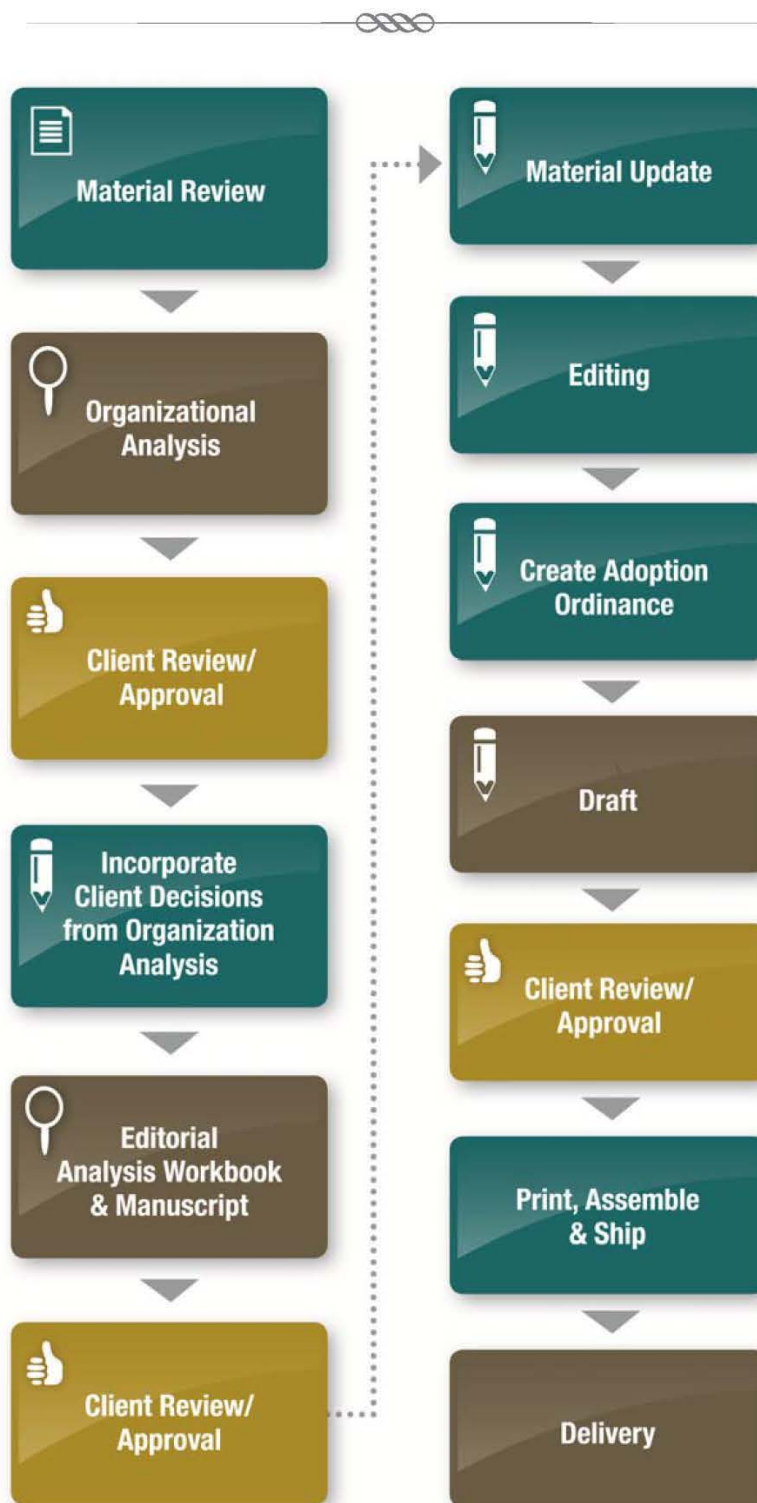 Material Review
Organizational
Analysis
Client Review/
Approval
Incorporate
Client Decisions
from Organization
Analysis
Editorial
Analysis Workbook
& Manuscript
Client Review/
Approval
Material Update
Editing
Create Adoption
Ordinance
Draft
Client Review/
Approval
Print, Assemble
& Ship
Delivery